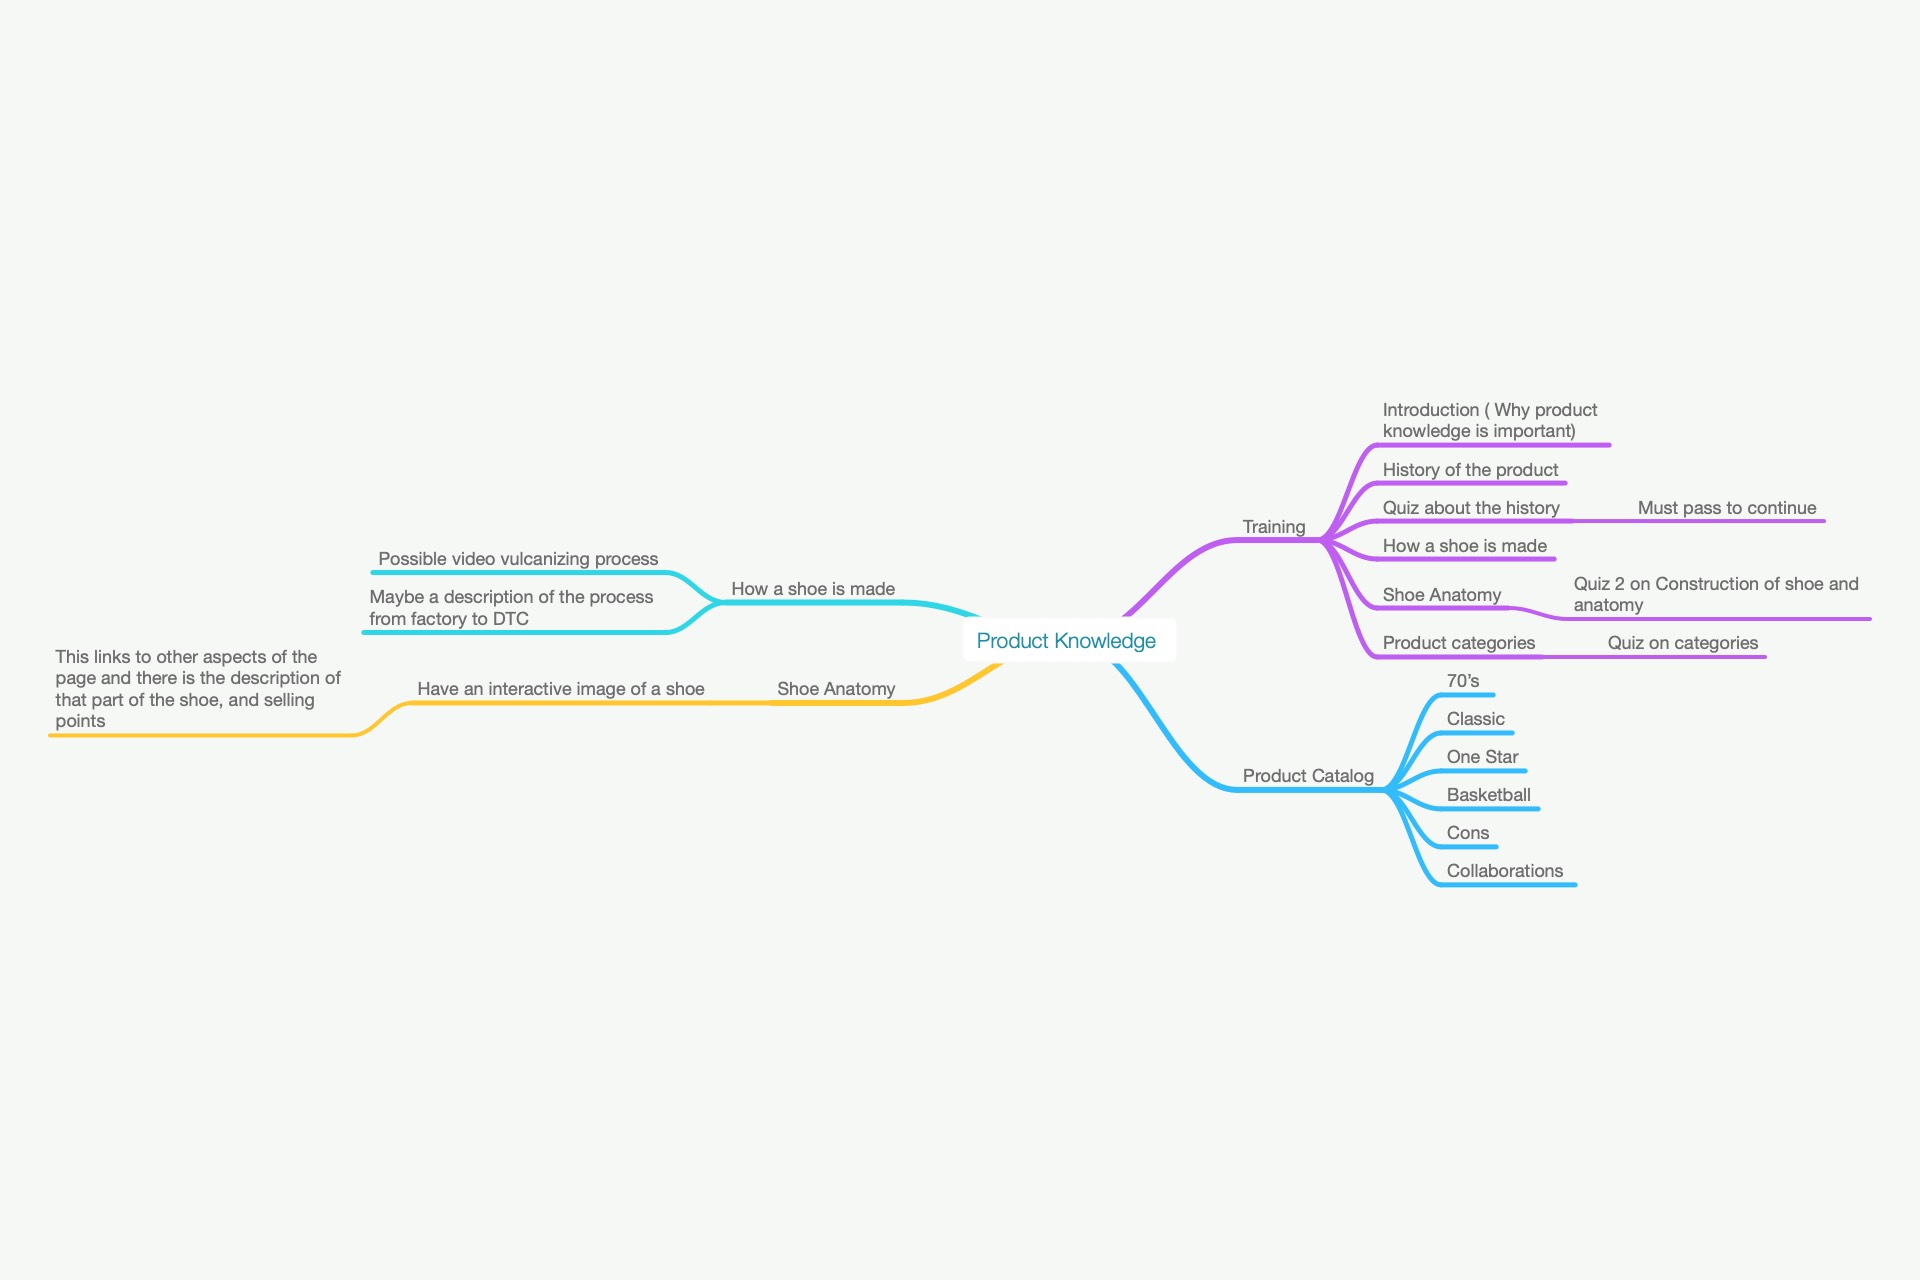 Product Knowledge
Training
Introduction ( Why product
knowledge is important)
History of the product
Quiz about the history
Must pass to continue
How a shoe is made
Shoe Anatomy
Quiz 2 on Construction of shoe and
anatomy
Product categories
Quiz on categories
Product Catalog
70’s
Classic
One Star
Basketball
Cons
Collaborations
How a shoe is made
Possible video vulcanizing process
Maybe a description of the process
from factory to DTC
Shoe Anatomy
Have an interactive image of a shoe
This links to other aspects of the
page and there is the description of
that part of the shoe, and selling
points